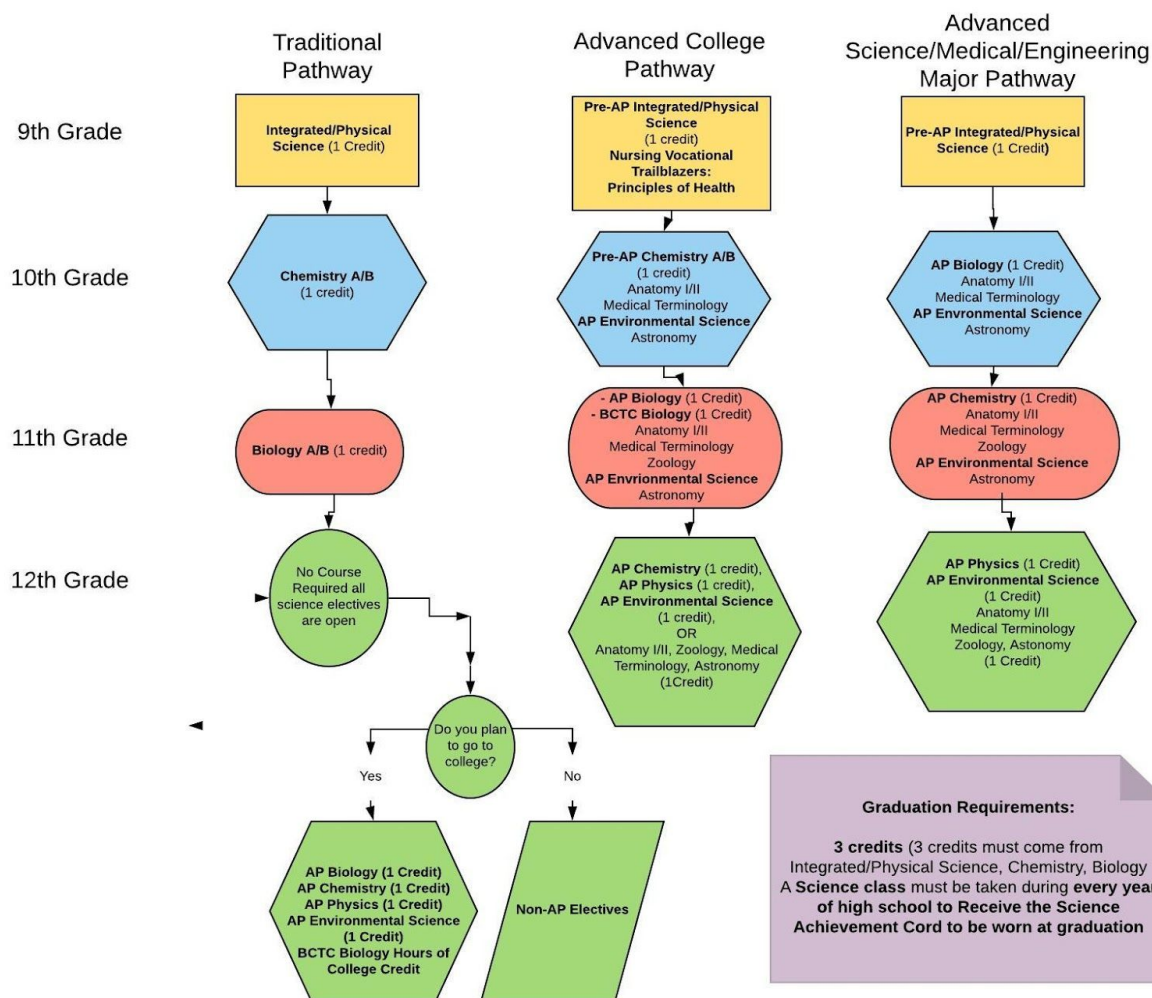 Traditional
Pathway
Advanced College
Pathway
Advanced
Science/Medical/Engineering
Major Pathway
9th Grade
Integrated/Physical
Science (1 Credit)
Pre-AP Integrated/Physical
Science
(1 credit)
Nursing Vocational
Trailblazers:
Principles of Health
Pre-AP Integrated/Physical
Science (1 Credit)
10th Grade
Chemistry A/B
(1 credit)
Pre-AP Chemistry A/B
(1 credit)
Anatomy I/II
Medical Terminology
AP Environmental Science
Astronomy
AP Biology (1 Credit)
Anatomy I/II
Medical Terminology
AP Environmental Science
Astronomy
11th Grade
Biology A/B (1 credit)
- AP Biology (1 Credit)
- BCTC Biology (1 Credit)
Anatomy I/II
Medical Terminology
Zoology
AP Envrionmental Science
Astronomy
AP Chemistry (1 Credit)
Anatomy I/II
Medical Terminology
Zoology
AP Environmental Science
Astronomy
12th Grade
No Course
Required all
science electives
are open
AP Chemistry (1 credit),
AP Physics (1 credit),
AP Environmental Science
(1 credit),
OR
Anatomy I/II, Zoology, Medical
Terminology, Astronomy
(1Credit)
AP Physics (1 Credit)
AP Environmental Science
(1 Credit)
Anatomy I/II
Medical Terminology
Zoology, Astonomy
(1 Credit)
Do you plan
to go to
college?
Yes
No
AP Biology (1 Credit)
AP Chemistry (1 Credit)
AP Physics (1 Credit)
AP Environmental Science
(1 Credit)
BCTC Biology Hours of
College Credit
Non-AP Electives
Graduation Requirements:
3 credits (3 credits must come from
Integrated/Physical Science, Chemistry, Biology
A Science class must be taken during every year
of high school to Receive the Science
Achievement Cord to be worn at graduation